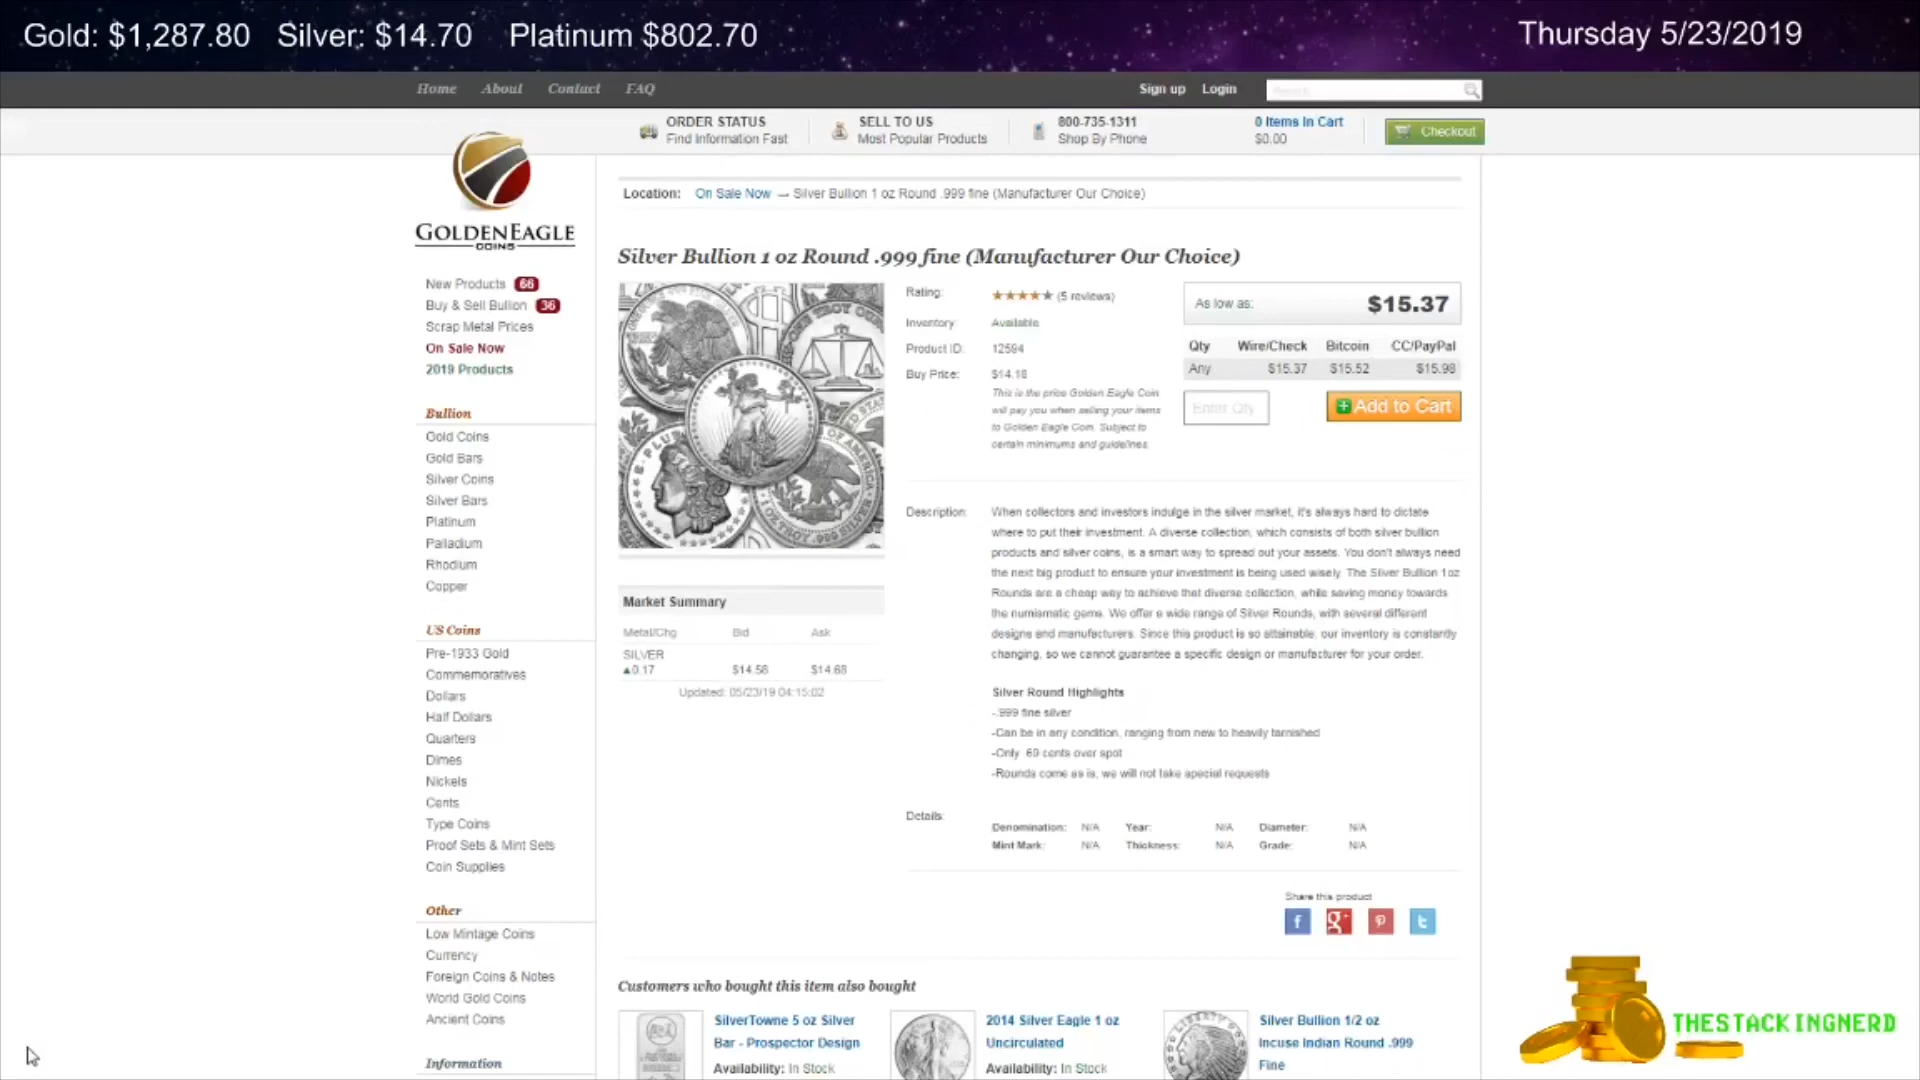 Gold: $1,287.80 Silver: $14.70 Platinum $802.70
Thursday 5/23/2019
Home About Contact FAQ
Sign up Login
ORDER STATUS
Find Information Fast
SELL TO US
Most Popular Products
800-735-1311
Shop By Phone
0 Items In Cart
$0.00
Checkout
GOLDENEAGLE
COINS
Location: On Sale Now — Silver Bullion 1 oz Round .999 fine (Manufacturer Our Choice)
New Products 66
Buy & Sell Bullion 36
Scrap Metal Prices
On Sale Now
2019 Products
Bullion
Gold Coins
Gold Bars
Silver Coins
Silver Bars
Platinum
Palladium
Rhodium
Copper
US Coins
Pre-1933 Gold
Commemoratives
Dollars
Half Dollars
Quarters
Dimes
Nickels
Cents
Type Coins
Proof Sets & Mint Sets
Coin Supplies
Other
Low Mintage Coins
Currency
Foreign Coins & Notes
World Gold Coins
Ancient Coins
Information
Silver Bullion 1 oz Round .999 fine (Manufacturer Our Choice)
Rating: (5 reviews)
Inventory: Available
Product ID: 12594
Buy Price: $14.18
This is the price Golden Eagle Coin
will pay you when selling your items
to Golden Eagle Coin. Subject to
certain minimums and guidelines.
As low as: $15.37
Qty Wire/Check Bitcoin CC/PayPal
Any $15.37 $15.52 $15.98
Enter Qty
Add to Cart
Market Summary
Metal/Chg Bid Ask
SILVER
▲0.17 $14.58 $14.68
Updated: 05/23/19 04:15:02
Description: When collectors and investors indulge in the silver market, it's always hard to dictate
where to put their investment. A diverse collection, which consists of both silver bullion
products and silver coins, is a smart way to spread out your assets. You don't always need
the next big product to ensure your investment is being used wisely. The Silver Bullion 1oz
Rounds are a cheap way to achieve that diverse collection, while saving money towards
the numismatic gems. We offer a wide range of Silver Rounds, with several different
designs and manufacturers. Since this product is so attainable, our inventory is constantly
changing, so we cannot guarantee a specific design or manufacturer for your order.
Silver Round Highlights
-.999 fine silver
-Can be in any condition, ranging from new to heavily tarnished
-Only .69 cents over spot
-Rounds come as is, we will not take special requests
Details:
Denomination: N/A Year: N/A Diameter: N/A
Mint Mark: N/A Thickness: N/A Grade: N/A
Share this product
Customers who bought this item also bought
SilverTowne 5 oz Silver
Bar - Prospector Design
Availability: In Stock
2014 Silver Eagle 1 oz
Uncirculated
Availability: In Stock
Silver Bullion 1/2 oz
Incuse Indian Round .999
Fine
THESTACKINGNERD